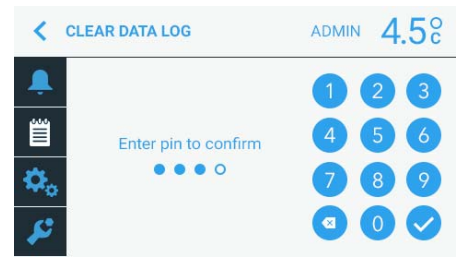 CLEAR DATA LOG
ADMIN 4.5°C
1 2 3
Enter pin to confirm
4 5 6
7 8 9
0